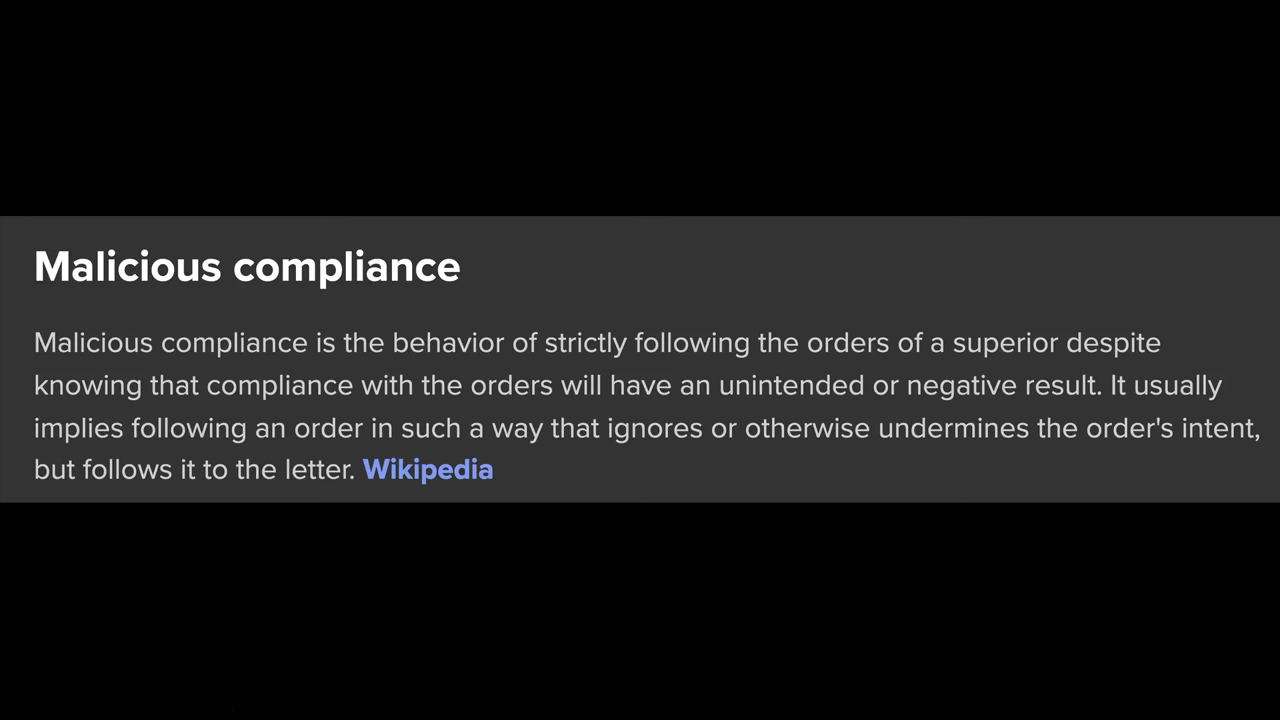 Malicious compliance
Malicious compliance is the behavior of strictly following the orders of a superior despite
knowing that compliance with the orders will have an unintended or negative result. It usually
implies following an order in such a way that ignores or otherwise undermines the order's intent,
but follows it to the letter. Wikipedia